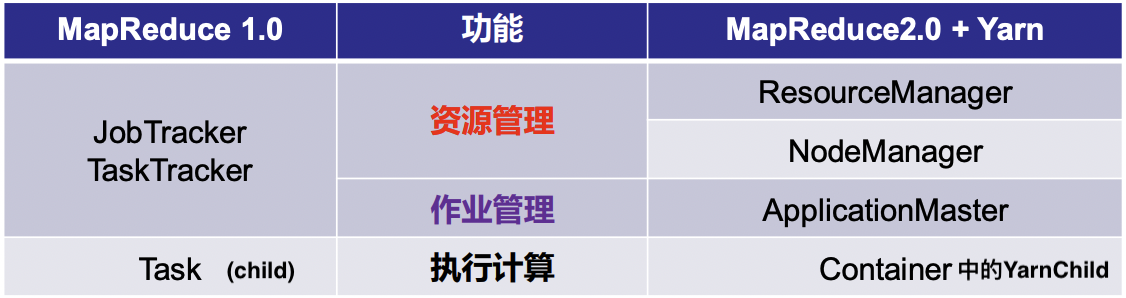 MapReduce 1.0 功能 MapReduce2.0 + Yarn
JobTracker
TaskTracker
资源管理
ResourceManager
NodeManager
作业管理 ApplicationMaster
Task (child) 执行计算 Container 中的YarnChild